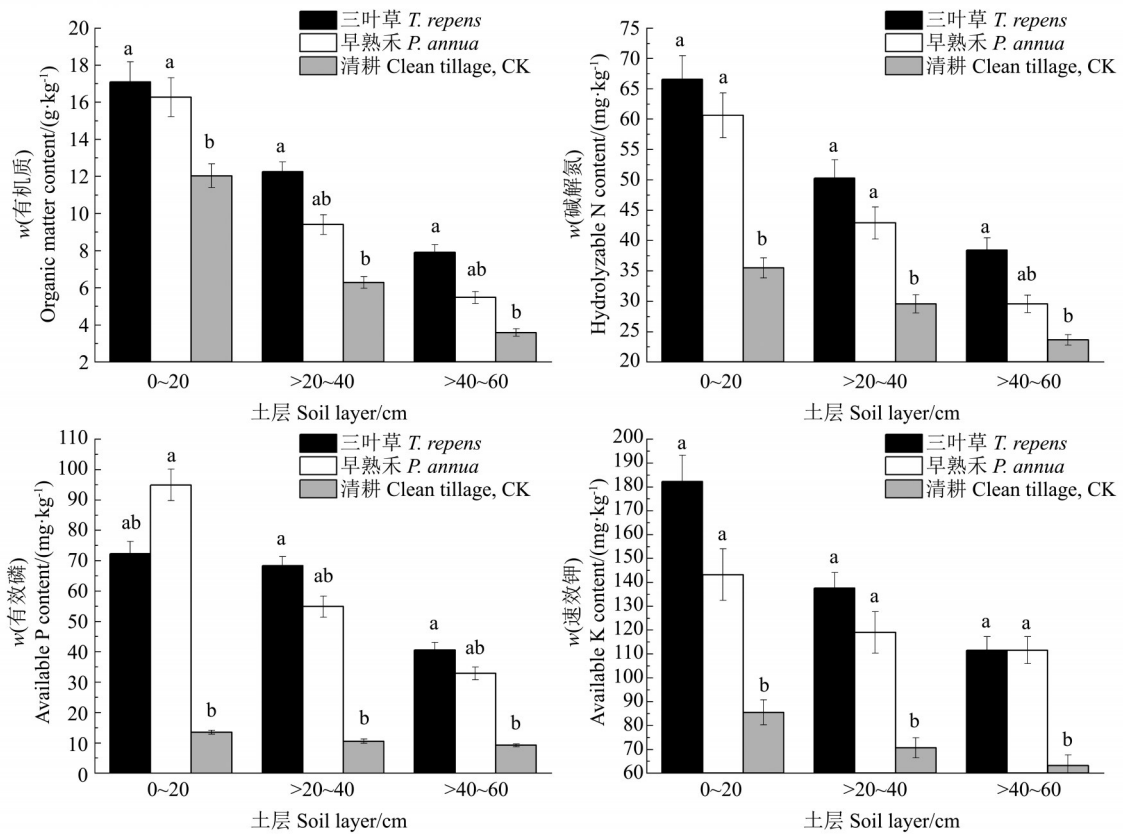 w(有机质)
Organic matter content/(g·kg⁻¹)
20
18
16
14
12
10
8
6
4
2
三叶草 T. repens
早熟禾 P. annua
清耕 Clean tillage, CK
a
a
b
a
ab
b
a
ab
b
0~20
>20~40
>40~60
土层 Soil layer/cm
w(碱解氮)
Hydrolyzable N content/(mg·kg⁻¹)
75
70
65
60
55
50
45
40
35
30
25
20
三叶草 T. repens
早熟禾 P. annua
清耕 Clean tillage, CK
a
a
b
a
a
b
a
ab
b
0~20
>20~40
>40~60
土层 Soil layer/cm
w(有效磷)
Available P content/(mg·kg⁻¹)
110
100
90
80
70
60
50
40
30
20
10
0
三叶草 T. repens
早熟禾 P. annua
清耕 Clean tillage, CK
ab
a
b
a
ab
b
a
ab
b
0~20
>20~40
>40~60
土层 Soil layer/cm
w(速效钾)
Available K content/(mg·kg⁻¹)
200
190
180
170
160
150
140
130
120
110
100
90
80
70
60
三叶草 T. repens
早熟禾 P. annua
清耕 Clean tillage, CK
a
a
b
a
a
b
a
a
b
0~20
>20~40
>40~60
土层 Soil layer/cm